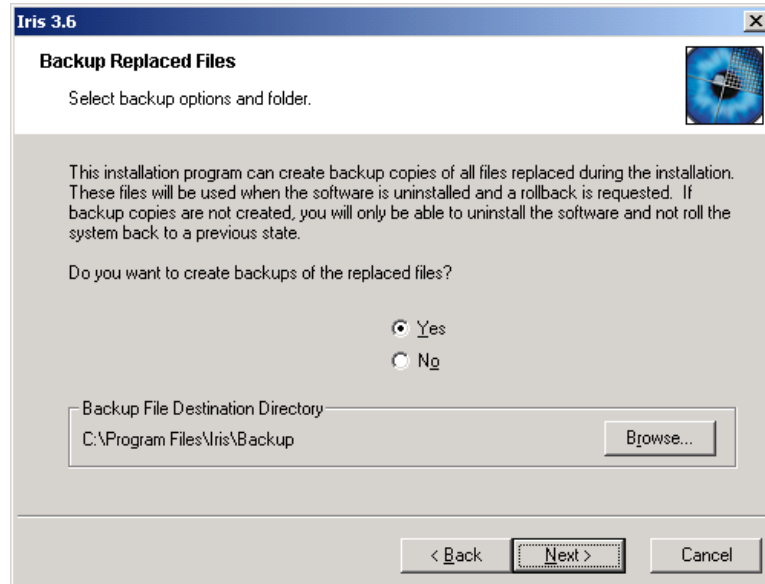 Iris 3.6
Backup Replaced Files
Select backup options and folder.
This installation program can create backup copies of all files replaced during the installation.
These files will be used when the software is uninstalled and a rollback is requested. If
backup copies are not created, you will only be able to uninstall the software and not roll the
system back to a previous state.
Do you want to create backups of the replaced files?
Yes
No
Backup File Destination Directory
C:\Program Files\Iris\Backup
Browse...
< Back
Next >
Cancel